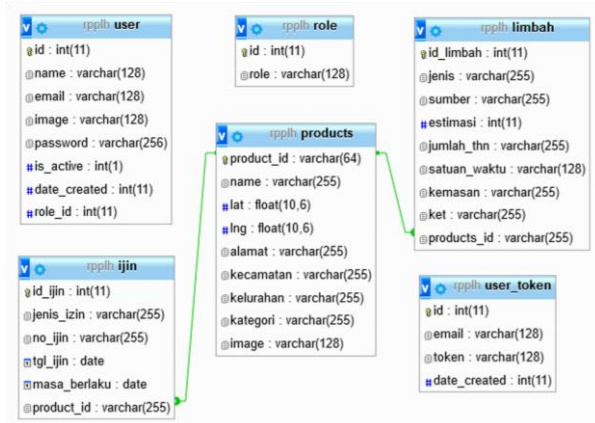 v rpplh user
id : int(11)
name : varchar(128)
email : varchar(128)
image : varchar(128)
password : varchar(256)
#is_active : int(1)
#date_created : int(11)
#role_id : int(11)
v rpplh role
id : int(11)
role : varchar(128)
v rpplh limbah
id_limbah : int(11)
jenis : varchar(255)
sumber : varchar(255)
#estimasi : int(11)
jumlah_thn : varchar(255)
satuan_waktu : varchar(128)
kemasan : varchar(255)
ket : varchar(255)
products_id : varchar(255)
v rpplh products
product_id : varchar(64)
name : varchar(255)
#lat : float(10,6)
#lng : float(10,6)
alamat : varchar(255)
kecamatan : varchar(255)
kelurahan : varchar(255)
kategori : varchar(255)
image : varchar(128)
v rpplh ijin
id_ijin : int(11)
jenis_izin : varchar(255)
no_ijin : varchar(255)
tgl_ijin : date
masa_berlaku : date
product_id : varchar(255)
v rpplh user_token
id : int(11)
email : varchar(128)
token : varchar(128)
#date_created : int(11)